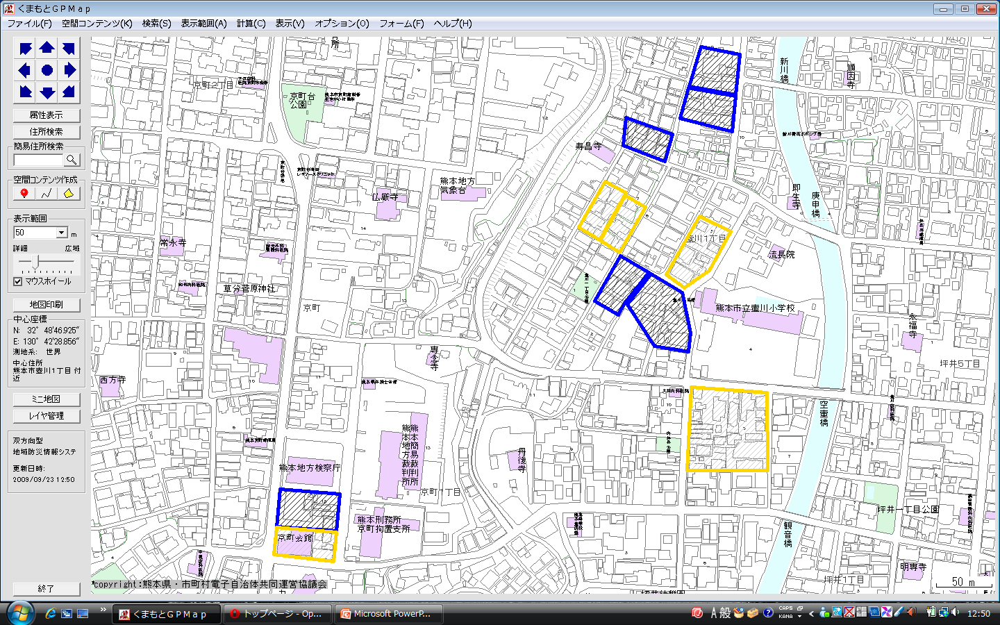 くまもとＧＰＭａｐ
ファイル(F) 空間コンテンツ(K) 検索(S) 表示範囲(A) 計算(C) 表示(V) オプション(O) フォーム(F) ヘルプ(H)
属性表示
住所検索
簡易住所検索
空間コンテンツ作成
表示範囲
50 m
詳細 広域
マウスホイール
地図印刷
中心座標
N: 32° 48'46.925"
E: 130° 42'28.856"
測地系: 世界
中心住所
熊本市壺川１丁目 付
近
ミニ地図
レイヤ管理
双方向型
地域防災情報システ
更新日時:
2009/09/23 12:50
終了
京町２丁目
京町台
公園
新川橋
順因寺
寿昌寺
熊本地方
気象台
仏厳寺
即生寺
庚申橋
常永寺
壺川１丁目
流長院
草分菅原神社
京町
熊本市立壷川小学校
永福寺
坪井５丁目
専念寺
西方寺
大坪内科医院
空壷橋
熊本地方裁判所
熊本簡易裁判所
丹後寺
熊本地方検察庁
京町１丁目
熊本刑務所
京町拘置支所
京町会館
坪井一丁目公園
観音橋
明専寺
坪井１丁目
50 m
*copyright:熊本県・市町村電子自治体共同運営協議会
くまもとＧＰＭａｐ
トップページ - Op...
Microsoft PowerP...
A 般
CAPS
KANA
12:50